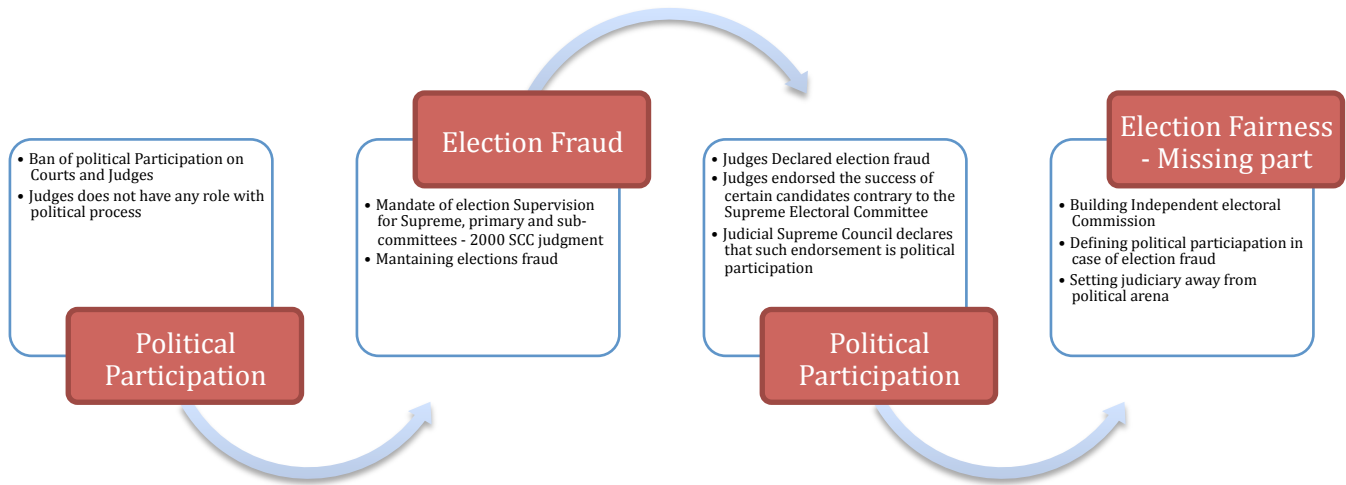 • Ban of political Participation on
Courts and Judges
• Judges does not have any role with
political process
Political
Participation
Election Fraud
• Mandate of election Supervision
for Supreme, primary and sub-
committees - 2000 SCC judgment
• Mantaining elections fraud
• Judges Declared election fraud
• Judges endorsed the success of
certain candidates contrary to the
Supreme Electoral Committee
• Judicial Supreme Council declares
that such endorsement is political
participation
Political
Participation
Election Fairness
- Missing part
• Building Independent electoral
Commission
• Defining political particiapation in
case of election fraud
• Setting judiciary away from
political arena